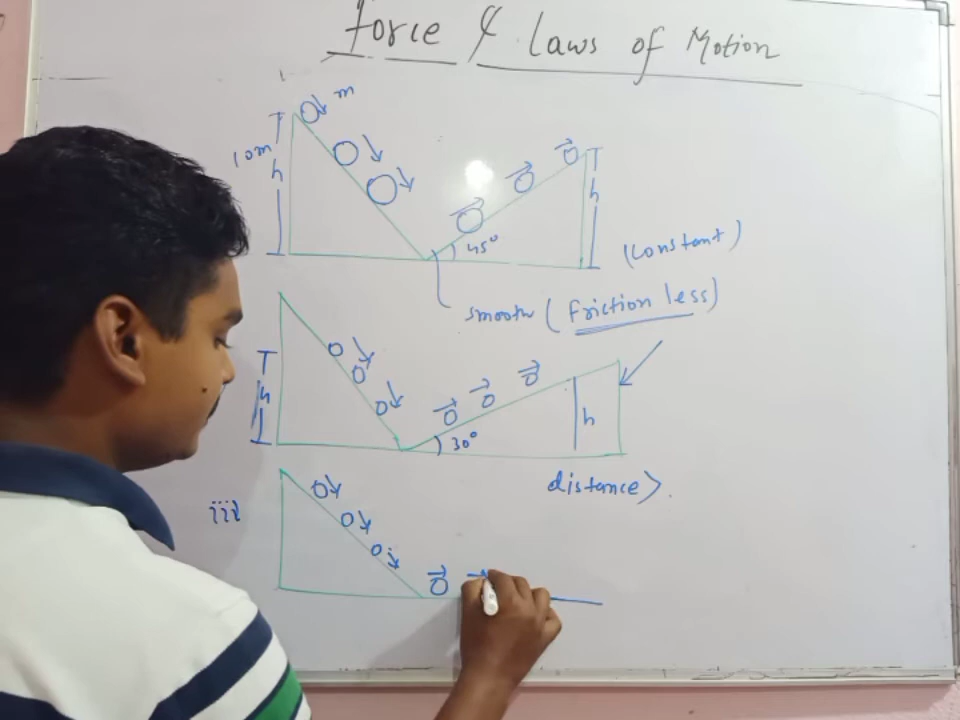 Force & Laws of Motion
m
10m
h
h
45°
(constant)
smooth (Friction less)
h
30°
h
distance>.
iii